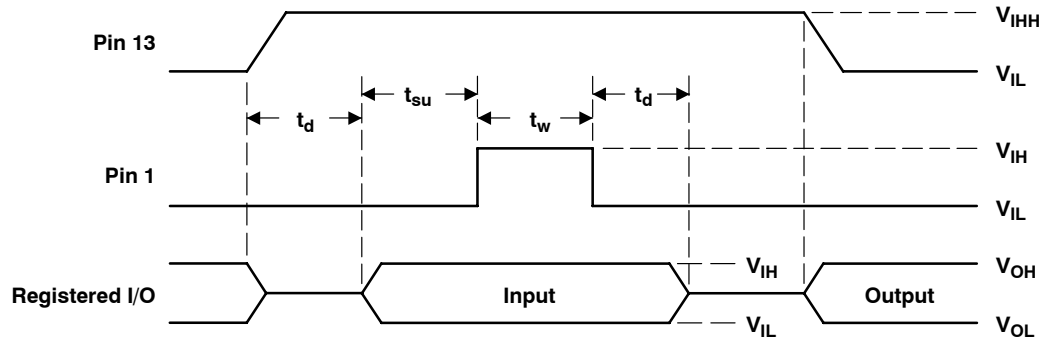 Pin 13
V_IHH
V_IL
t_d
t_su
t_w
t_d
Pin 1
V_IH
V_IL
Registered I/O
Input
V_IH
V_IL
Output
V_OH
V_OL